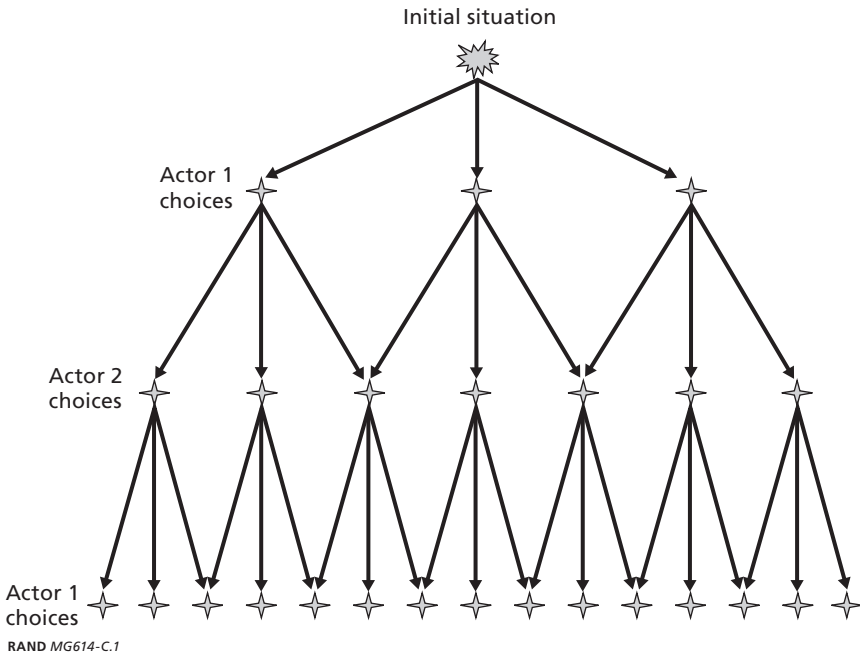 Initial situation
Actor 1
choices
Actor 2
choices
Actor 1
choices
RAND MG614-C.1